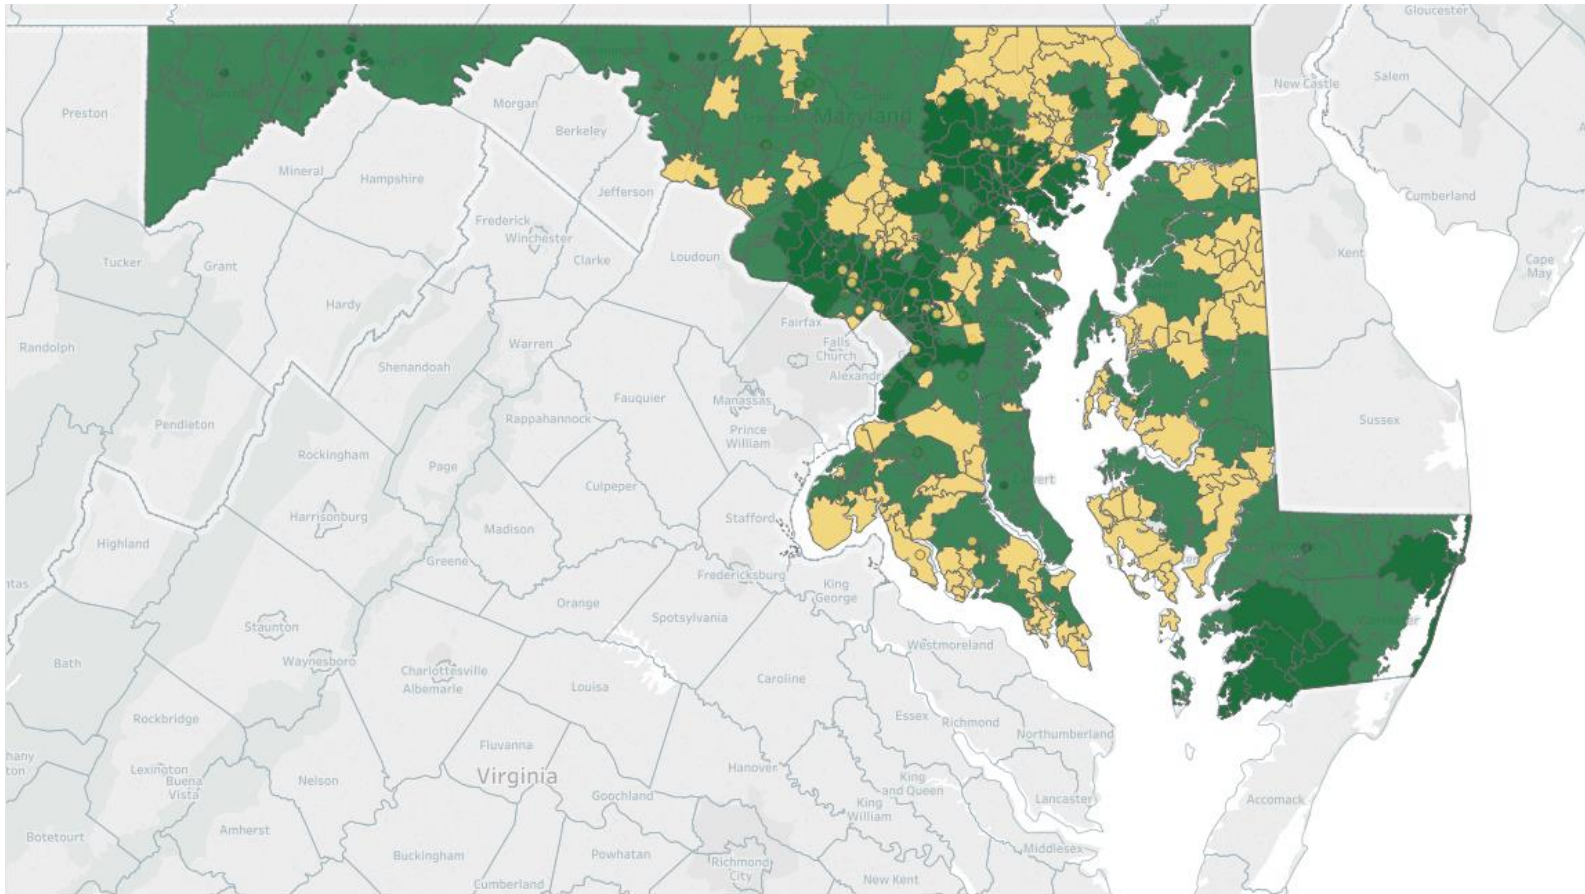 Gloucester
New Castle
Salem
Preston
Morgan
Berkeley
Maryland
Mineral
Hampshire
Jefferson
Cumberland
Frederick
Winchester
Clarke
Loudoun
Tucker
Grant
Kent
Cape
May
Hardy
Fairfax
Falls
Church
Randolph
Warren
Shenandoah
Fauquier
Manassas
Rappahannock
Prince
William
Sussex
Pendleton
Rockingham
Page
Culpeper
Calvert
Harrisonburg
Madison
Stafford
Highland
Greene
Fredericksburg
King
George
Orange
Spotsylvania
Staunton
Westmoreland
Bath
Waynesboro
Charlottesville
Albemarle
Louisa
Caroline
Rockbridge
Essex
Richmond
Northumberland
Fluvanna
Lexington
Buena
Vista
Nelson
Virginia
Hanover
King
and Queen
Goochland
King
William
Lancaster
Accomack
Botetourt
Amherst
Buckingham
Powhatan
Richmond
City
Middlesex
Cumberland
New Kent